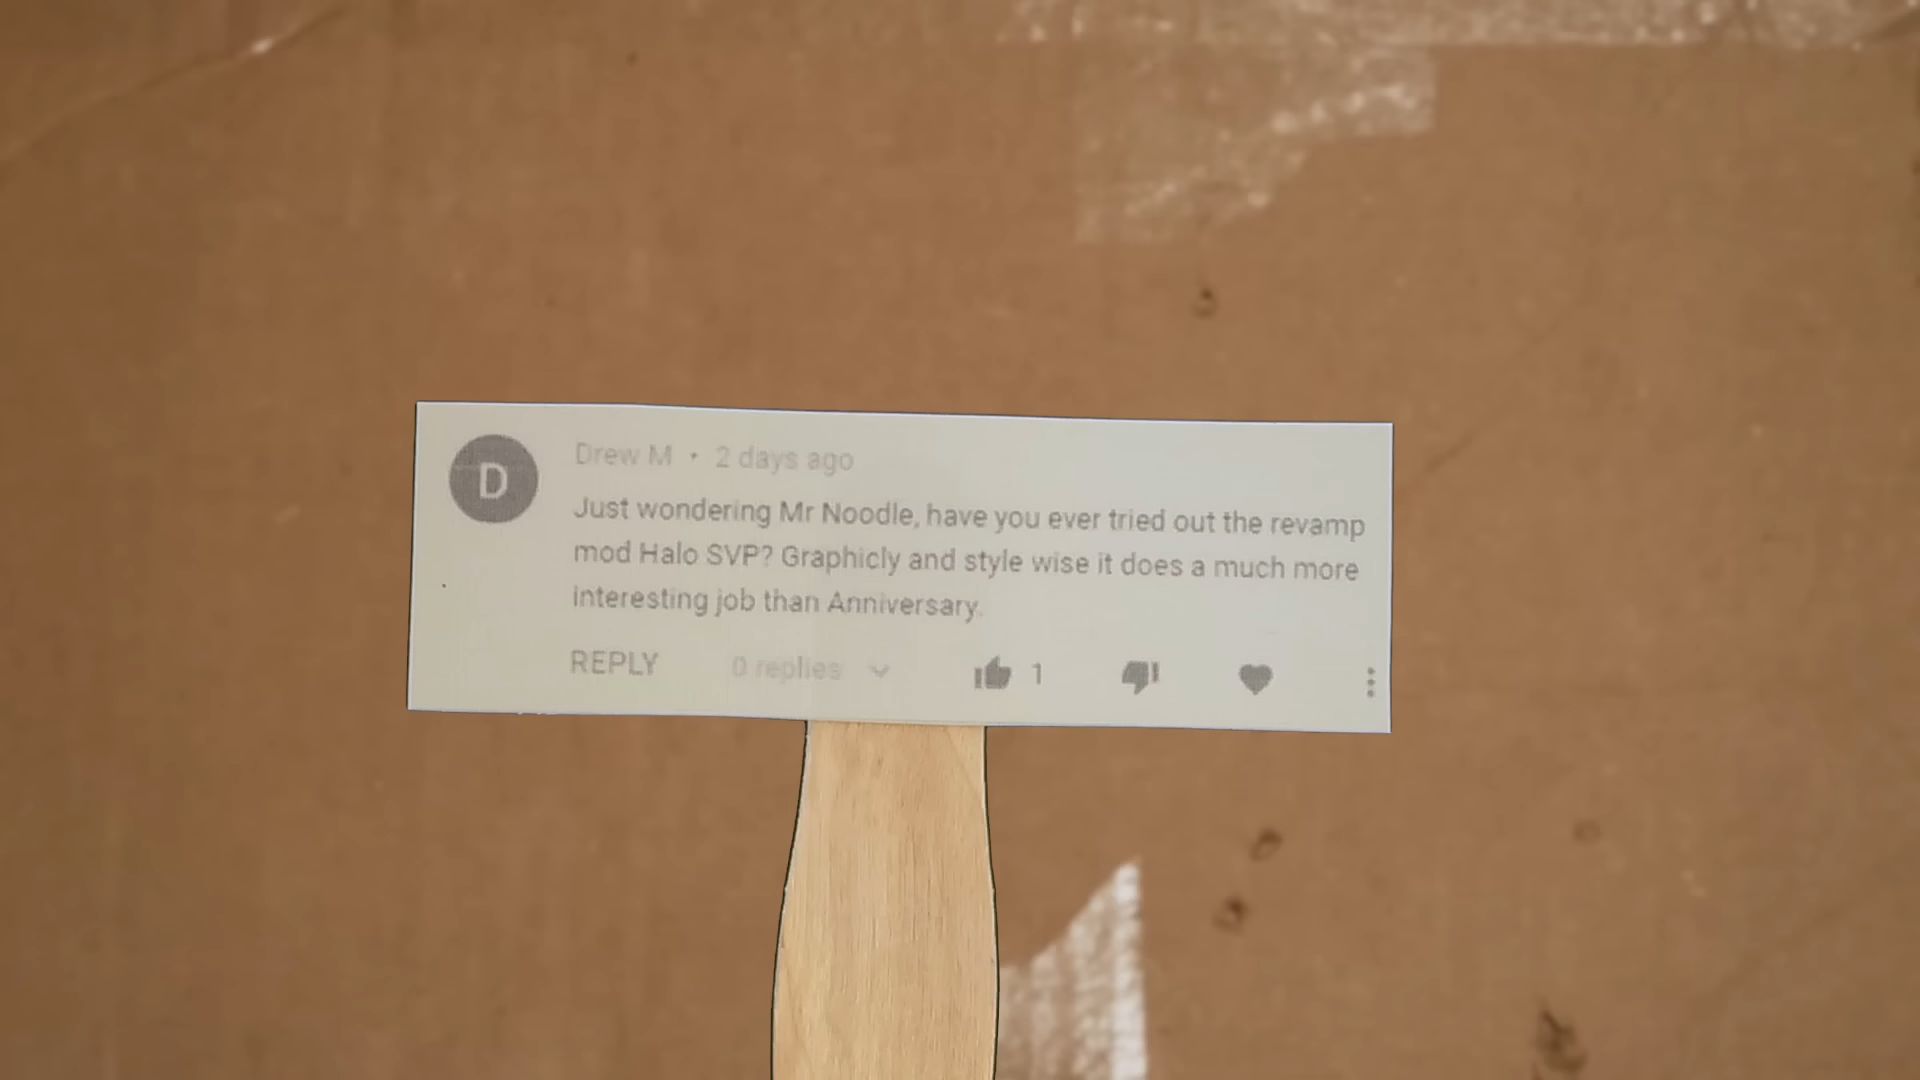 D
Drew M • 2 days ago
Just wondering Mr Noodle, have you ever tried out the revamp
mod Halo SVP? Graphicly and style wise it does a much more
interesting job than Anniversary.
REPLY 0 replies 1